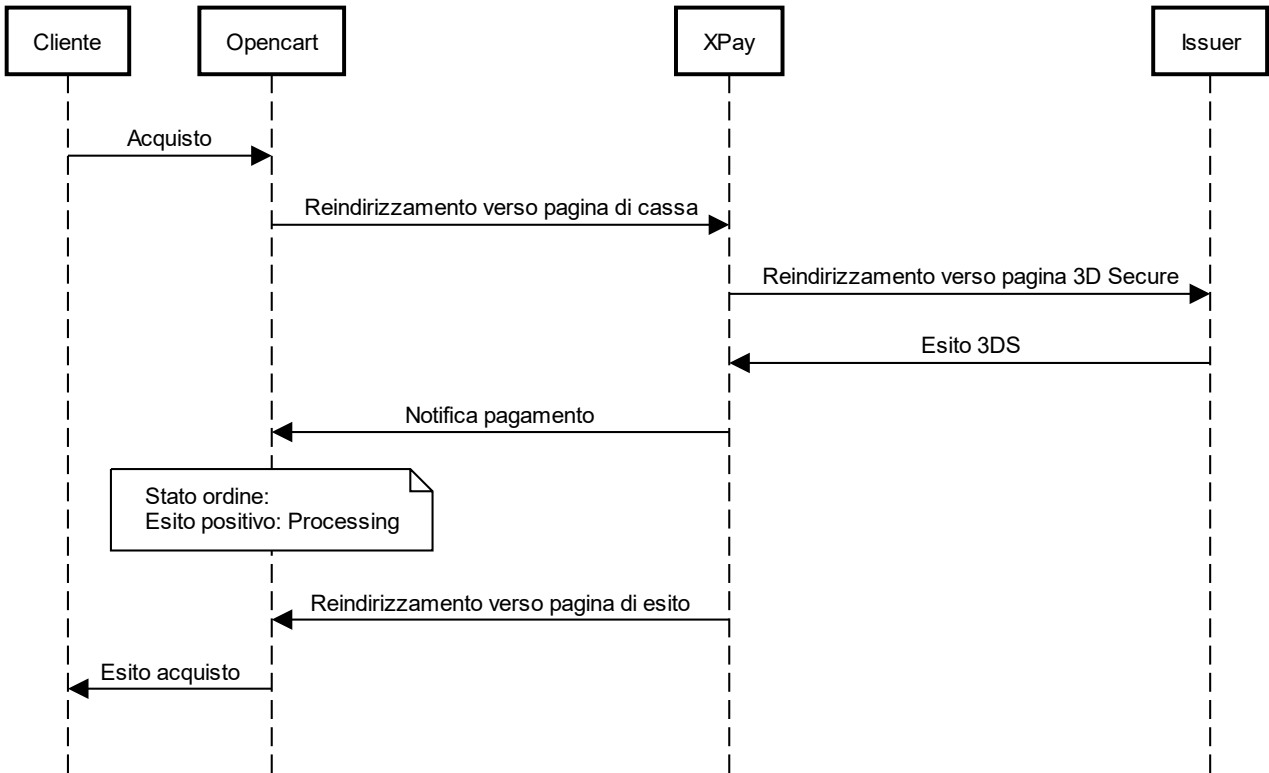 Cliente
Opencart
XPay
Issuer
Acquisto
Reindirizzamento verso pagina di cassa
Reindirizzamento verso pagina 3D Secure
Esito 3DS
Notifica pagamento
Stato ordine:
Esito positivo: Processing
Reindirizzamento verso pagina di esito
Esito acquisto